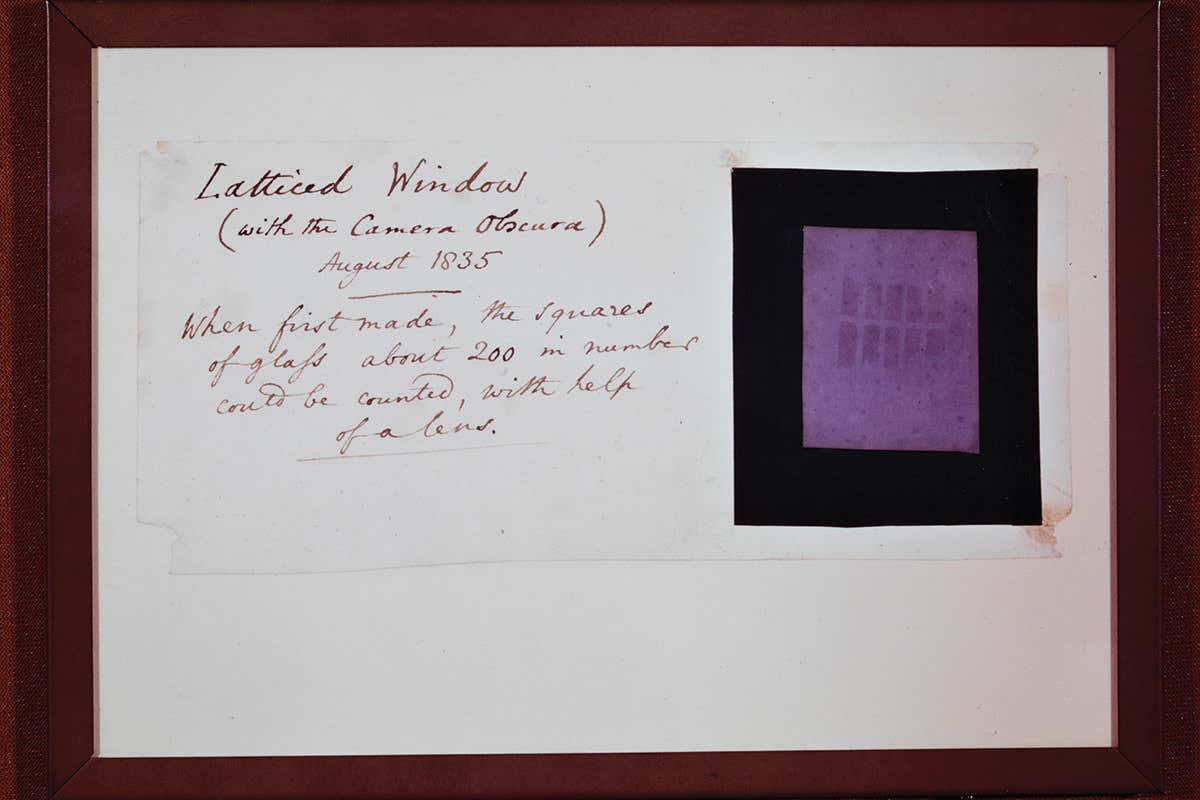 Latticed Window
(with the Camera Obscura)
August 1835
When first made, the squares
of glaſs about 200 in number
could be counted, with help
of a lens.